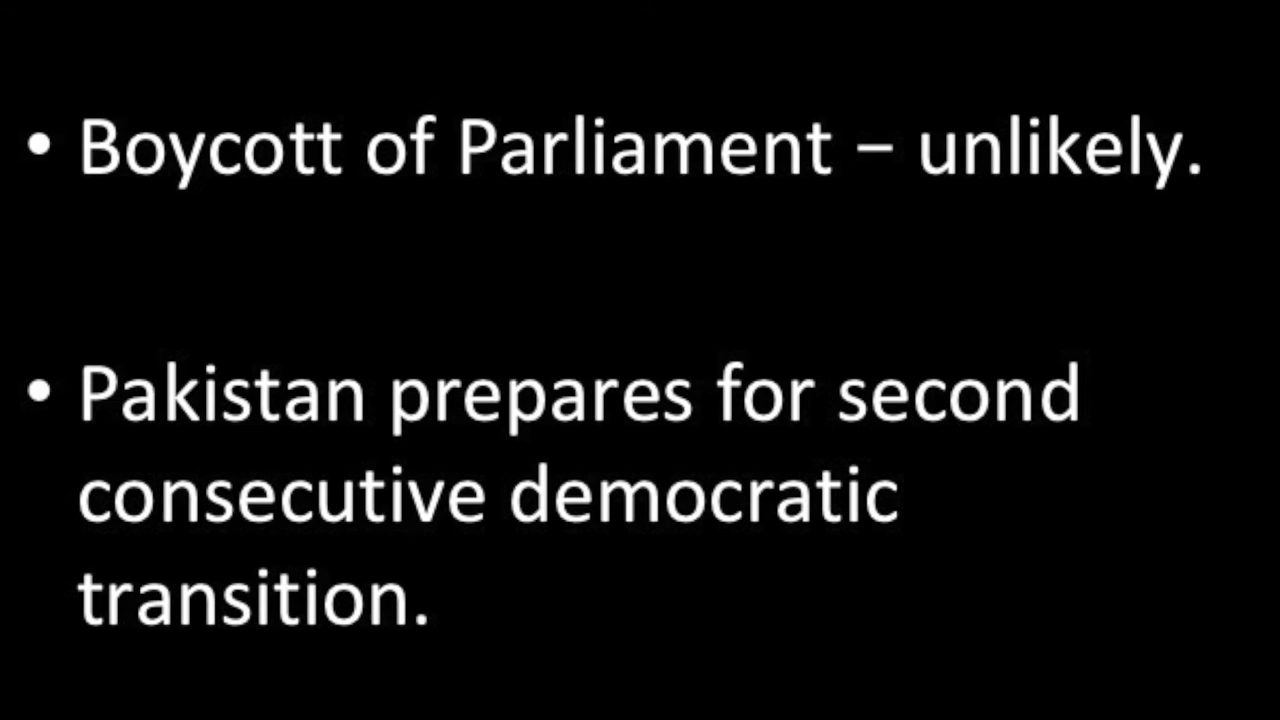 • Boycott of Parliament – unlikely.
• Pakistan prepares for second
consecutive democratic
transition.